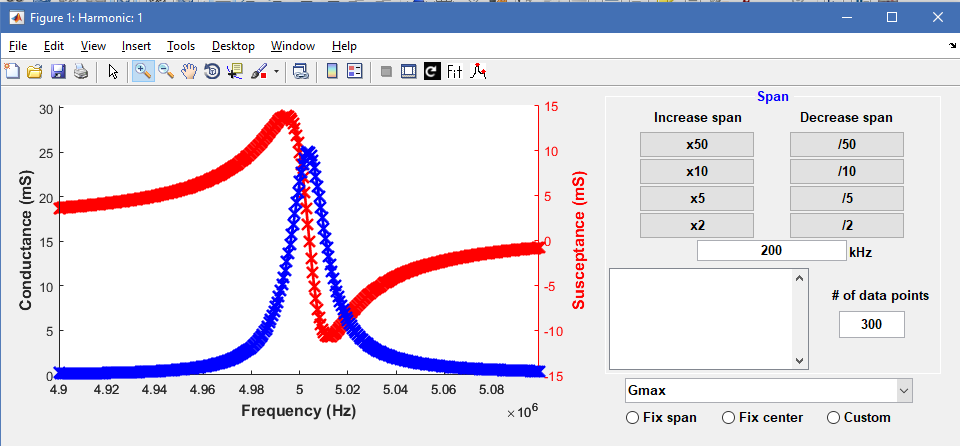 Figure 1: Harmonic: 1
File Edit View Insert Tools Desktop Window Help
Fit
Span
Increase span Decrease span
x50 /50
x10 /10
x5 /5
x2 /2
200 kHz
# of data points
300
Gmax
Fix span Fix center Custom
Conductance (mS)
30
25
20
15
10
5
0
Susceptance (mS)
15
10
5
0
-5
-10
-15
4.9 4.92 4.94 4.96 4.98 5 5.02 5.04 5.06 5.08
Frequency (Hz)
×10⁶